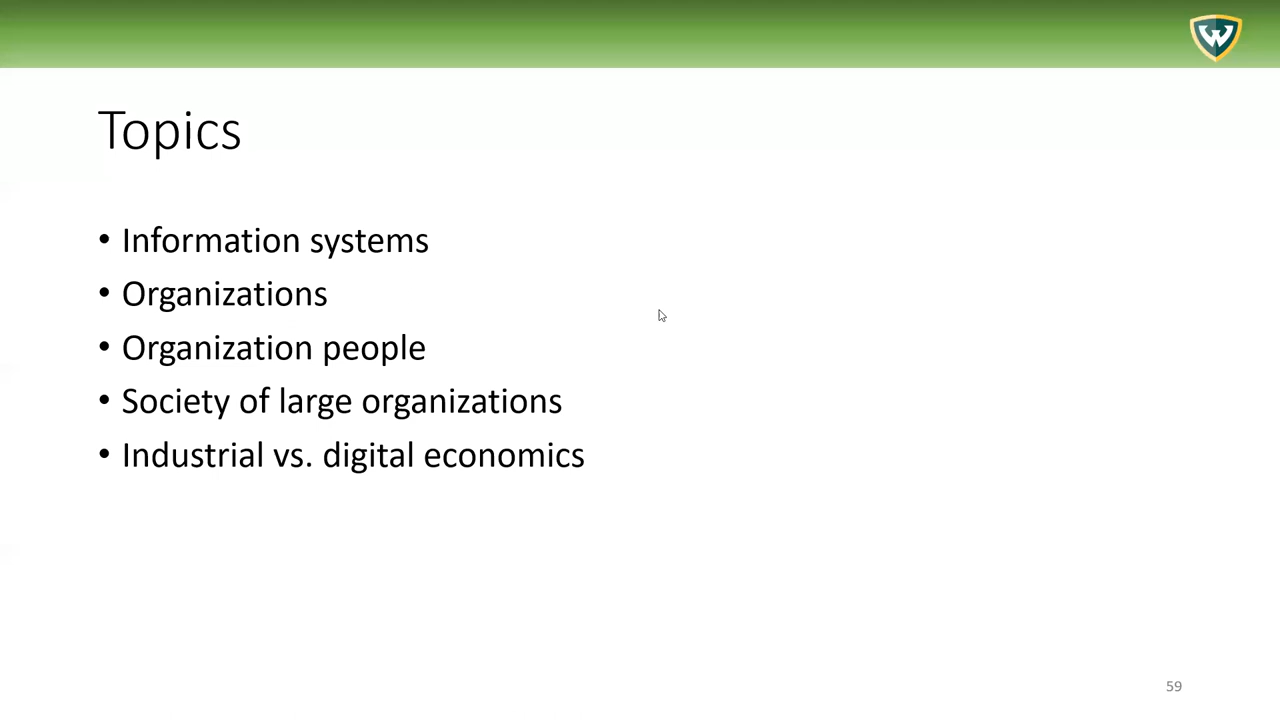 W
Topics
• Information systems
• Organizations
• Organization people
• Society of large organizations
• Industrial vs. digital economics
59